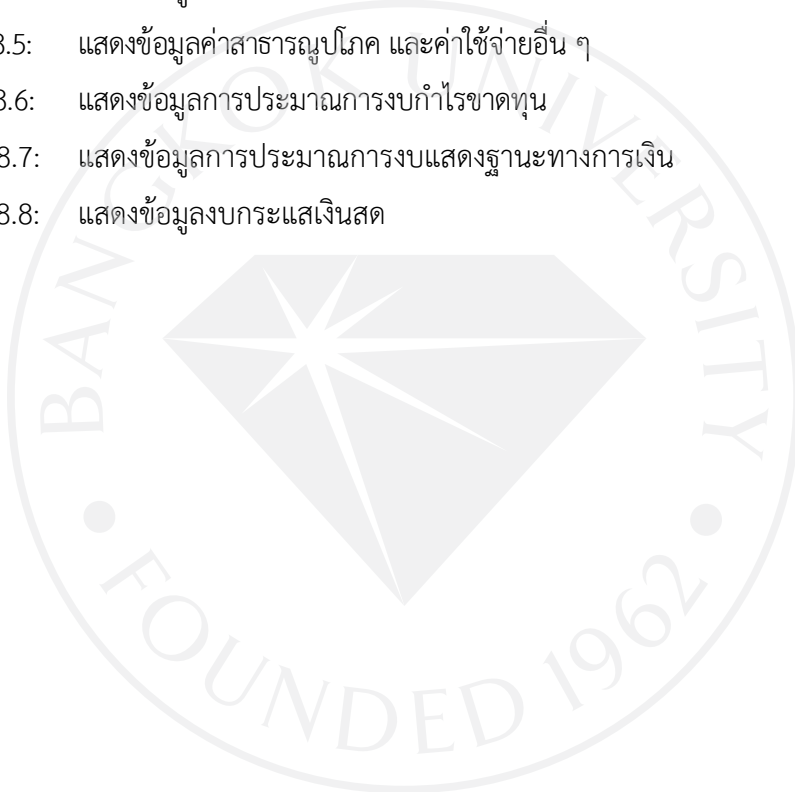 8.5: แสดงข้อมูลค่าสาธารณูปโภค และค่าใช้จ่ายอื่น ๆ
8.6: แสดงข้อมูลการประมาณการงบกำไรขาดทุน
8.7: แสดงข้อมูลการประมาณการงบแสดงฐานะทางการเงิน
8.8: แสดงข้อมูลงบกระแสเงินสด
BANGKOK UNIVERSITY
FOUNDED 1962